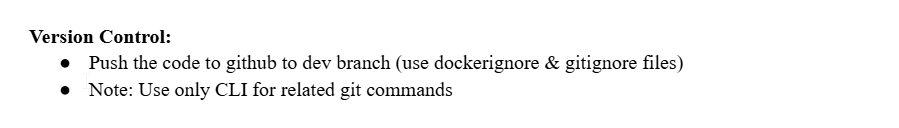 Version Control:
● Push the code to github to dev branch (use dockerignore & gitignore files)
● Note: Use only CLI for related git commands